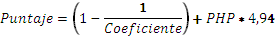 Puntaje = (1 − 1/Coeficiente) + PHP * 4,94